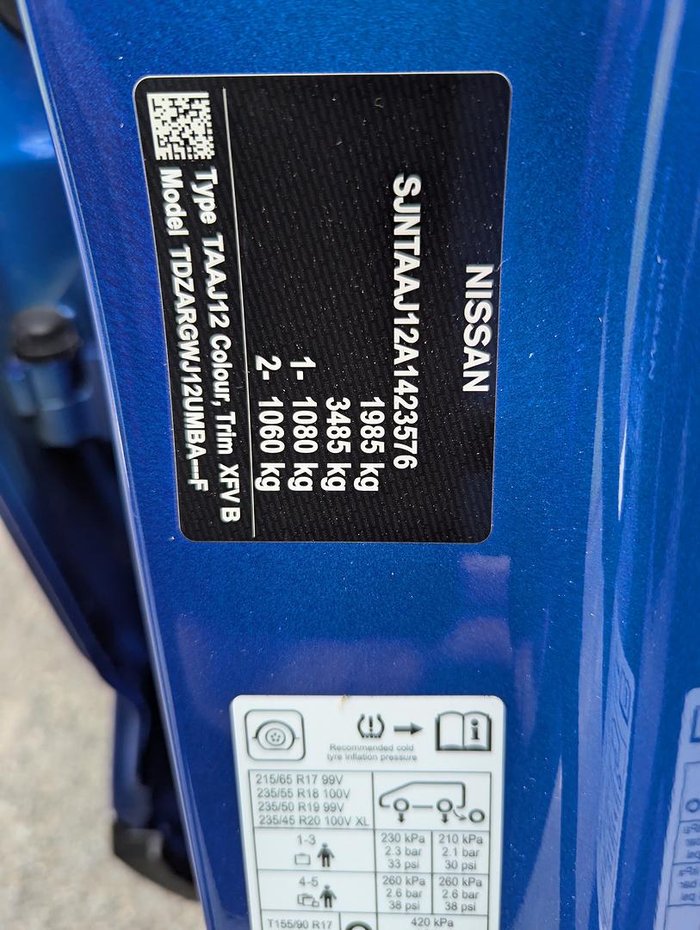 NISSAN
SJNTAAJ12A1423576
1985 kg
3485 kg
1- 1080 kg
2- 1060 kg
Type TAAJ12 Colour, Trim XFV B
Model TDZARGWJ12UMBA---F
Recommended cold
tyre inflation pressure
215/65 R17 99V
235/55 R18 100V
235/50 R19 99V
235/45 R20 100V XL
1-3
230 kPa 210 kPa
2.3 bar 2.1 bar
33 psi 30 psi
4-5
260 kPa 260 kPa
2.6 bar 2.6 bar
38 psi 38 psi
T155/90 R17
420 kPa